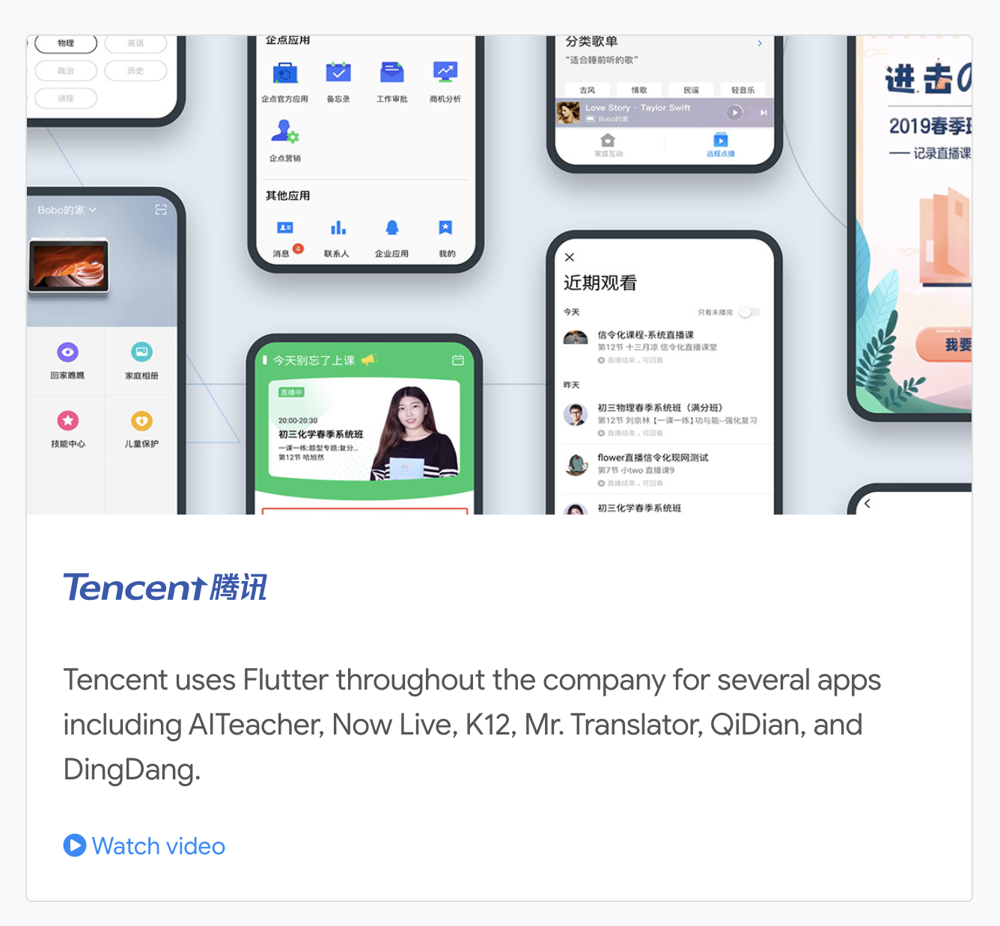 物理
英语
政治
历史
讲座
Bobo的家
回家瞧瞧
家庭相册
技能中心
儿童保护
企点应用
企点官方应用
备忘录
工作审批
商机分析
企点营销
其他应用
消息
4
联系人
企业应用
我的
今天别忘了上课
直播中
20:00-20:30
初三化学春季系统班
一课一练:题型专题:复分...
第12节 哈旭然
分类歌单
“适合睡前听的歌”
古风
情歌
民谣
轻音乐
Love Story · Taylor Swift
Bobo的家
家庭互动
远程点播
近期观看
今天
只看未播完
信令化课程-系统直播课
第12节 十三月凉 信令化直播课堂
直播结束，可回看
昨天
初三物理春季系统班（满分班）
第12节 刘京林【一课一练】功与能--强化复习
直播结束，可回看
flower直播信令化现网测试
第7节 小two 直播课9
直播结束，可回看
初三化学春季系统班
进击
2019春季
记录直播课
我要
Tencent腾讯
Tencent uses Flutter throughout the company for several apps
including AITeacher, Now Live, K12, Mr. Translator, QiDian, and
DingDang.
Watch video